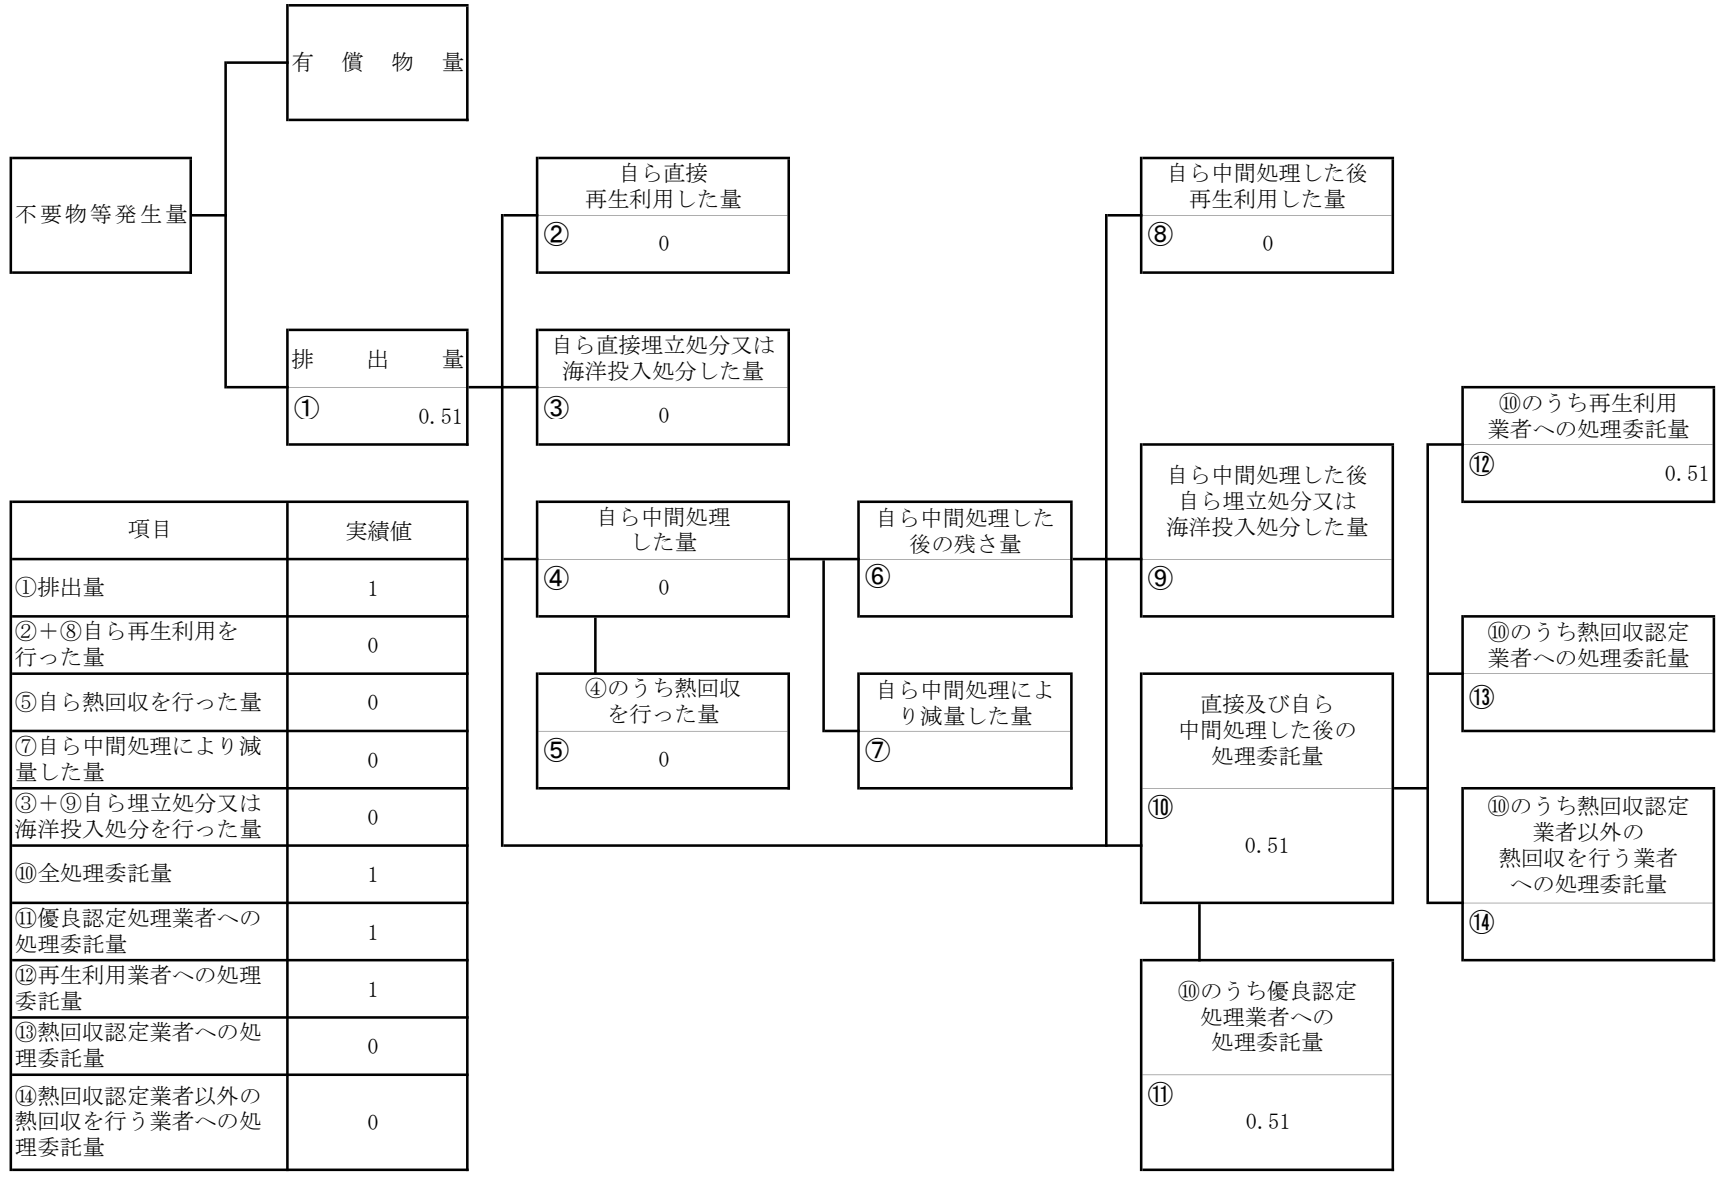 有償物量
不要物等発生量
排出量
①
0.51
自ら直接
再生利用した量
②
0
自ら直接埋立処分又は
海洋投入処分した量
③
0
自ら中間処理
した量
④
0
④のうち熱回収
を行った量
⑤
0
自ら中間処理した
後の残さ量
⑥
自ら中間処理によ
り減量した量
⑦
自ら中間処理した後
再生利用した量
⑧
0
自ら中間処理した後
自ら埋立処分又は
海洋投入処分した量
⑨
直接及び自ら
中間処理した後の
処理委託量
⑩
0.51
⑩のうち優良認定
処理業者への
処理委託量
⑪
0.51
⑩のうち再生利用
業者への処理委託量
⑫
0.51
⑩のうち熱回収認定
業者への処理委託量
⑬
⑩のうち熱回収認定
業者以外の
熱回収を行う業者
への処理委託量
⑭
項目
実績値
①排出量
1
②＋⑧自ら再生利用を
行った量
0
⑤自ら熱回収を行った量
0
⑦自ら中間処理により減
量した量
0
③＋⑨自ら埋立処分又は
海洋投入処分を行った量
0
⑩全処理委託量
1
⑪優良認定処理業者への
処理委託量
1
⑫再生利用業者への処理
委託量
1
⑬熱回収認定業者への処
理委託量
0
⑭熱回収認定業者以外の
熱回収を行う業者への処
理委託量
0